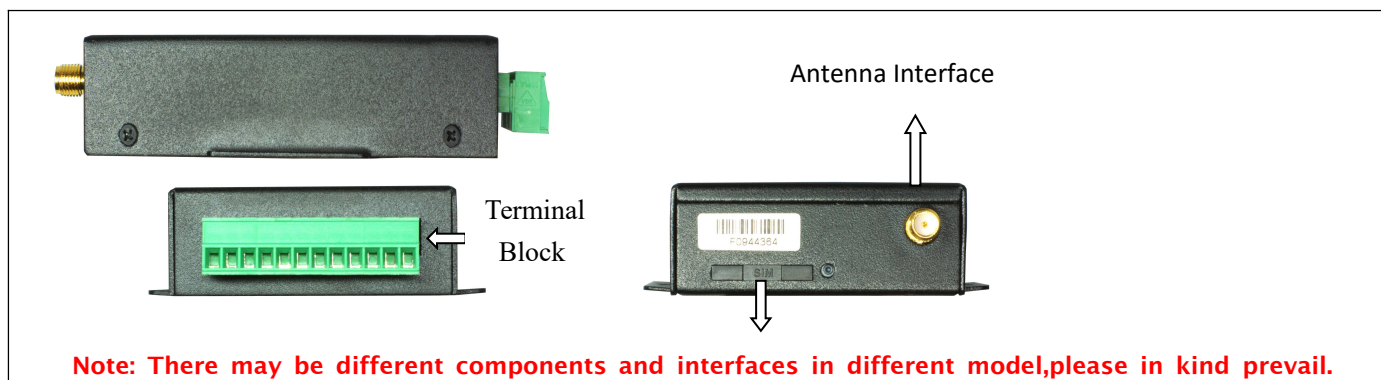 Antenna Interface
Terminal
Block
F0944364
SIM
Note: There may be different components and interfaces in different model,please in kind prevail.